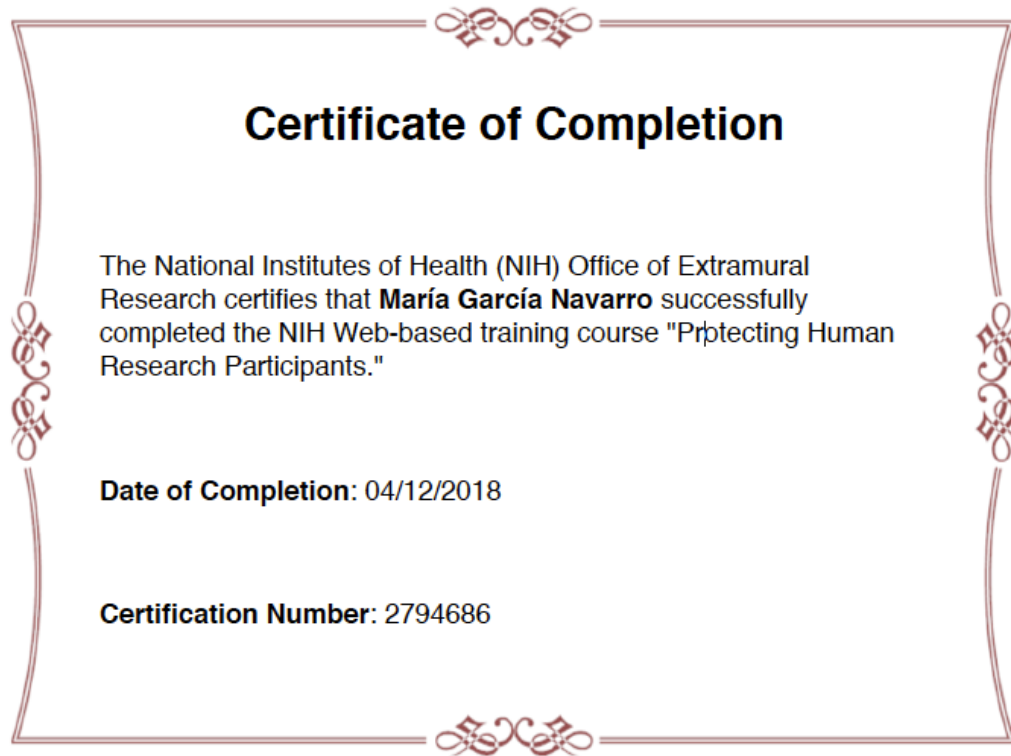 Certificate of Completion
The National Institutes of Health (NIH) Office of Extramural
Research certifies that María García Navarro successfully
completed the NIH Web-based training course "Protecting Human
Research Participants."
Date of Completion: 04/12/2018
Certification Number: 2794686